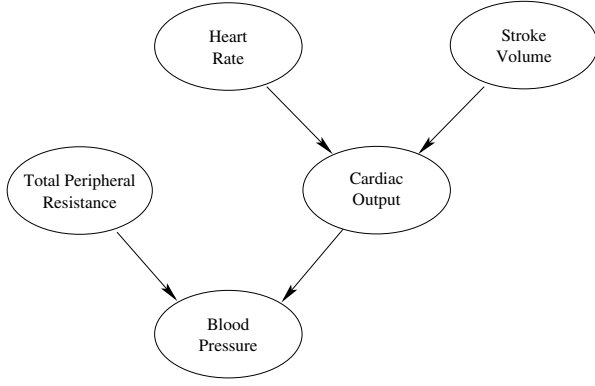 Heart
Rate
Stroke
Volume
Total Peripheral
Resistance
Cardiac
Output
Blood
Pressure